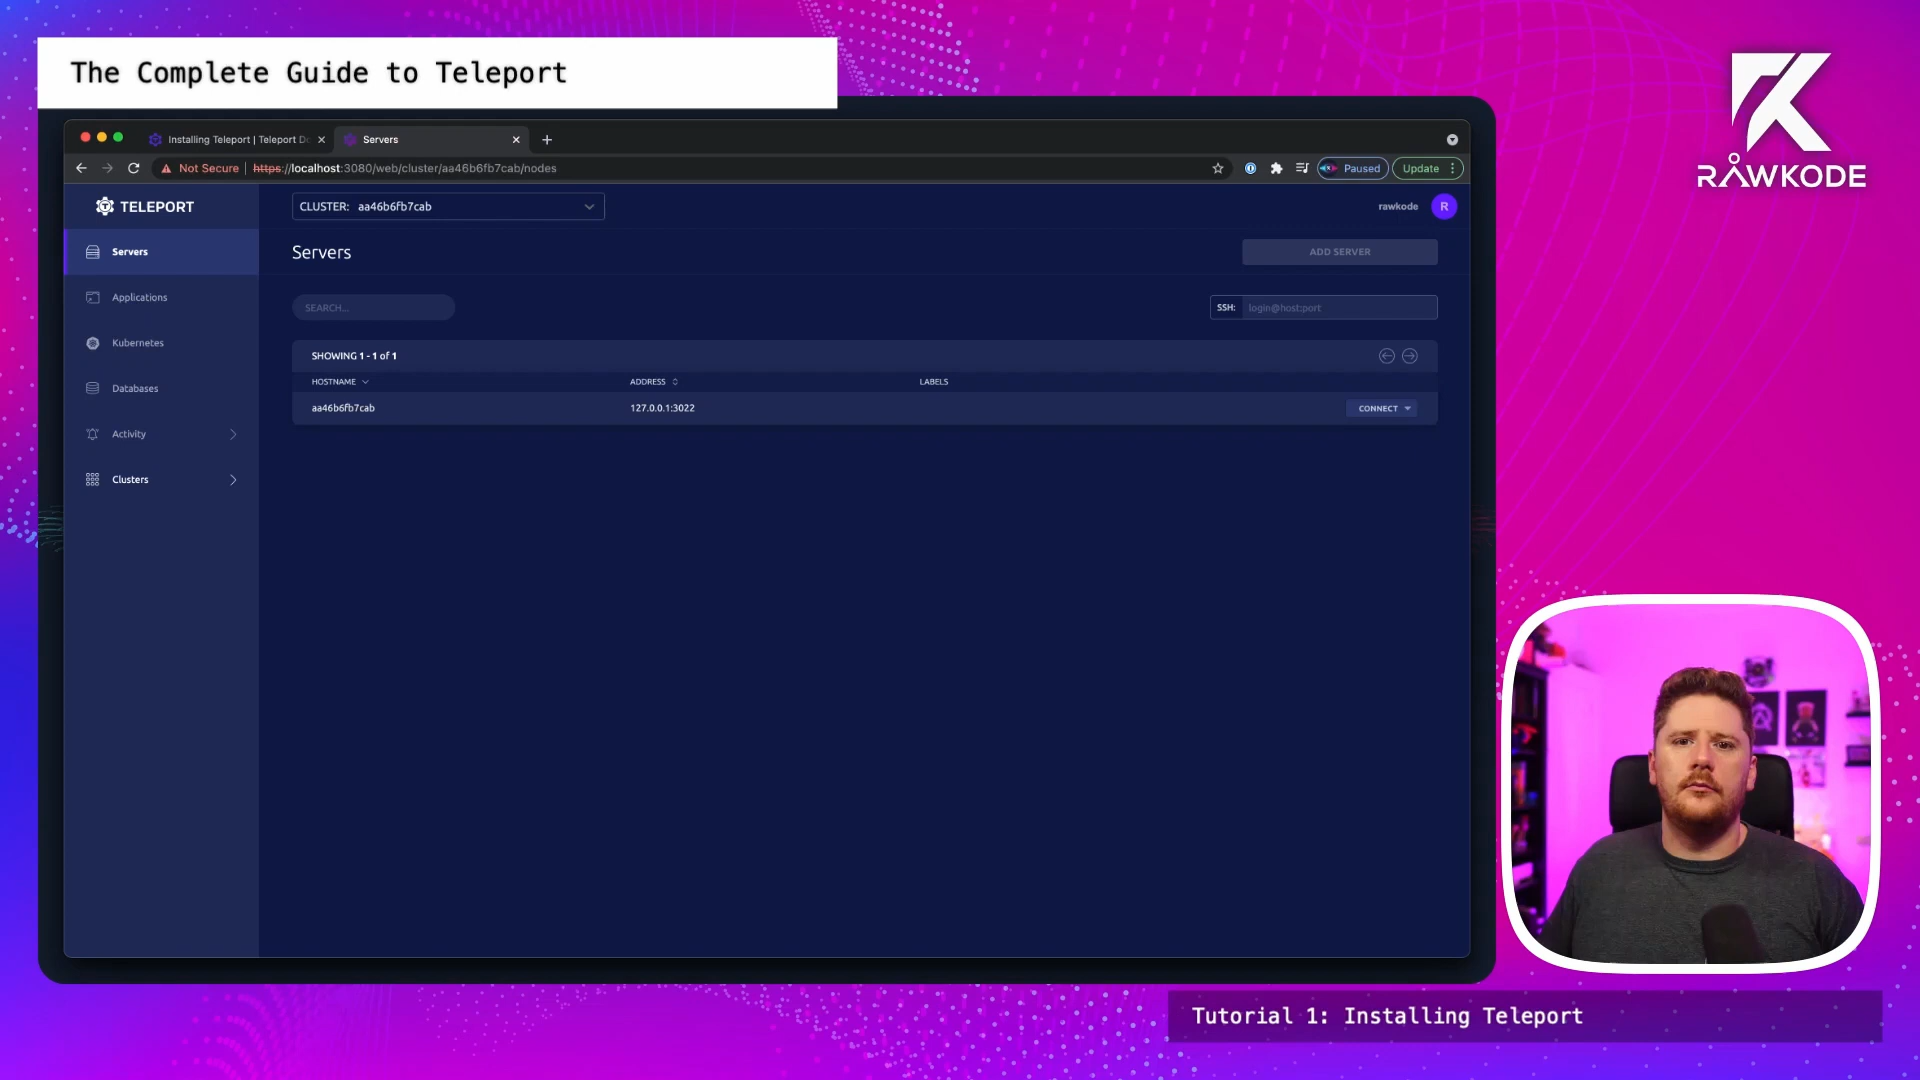 The Complete Guide to Teleport
RAWKODE
Installing Teleport | Teleport Do
Servers
Not Secure
https://localhost:3080/web/cluster/aa46b6fb7cab/nodes
Paused
Update
TELEPORT
CLUSTER: aa46b6fb7cab
rawkode
R
Servers
Servers
ADD SERVER
Applications
SEARCH...
SSH:
login@host:port
Kubernetes
SHOWING 1 - 1 of 1
HOSTNAME
ADDRESS
LABELS
Databases
aa46b6fb7cab
127.0.0.1:3022
CONNECT
Activity
Clusters
Tutorial 1: Installing Teleport